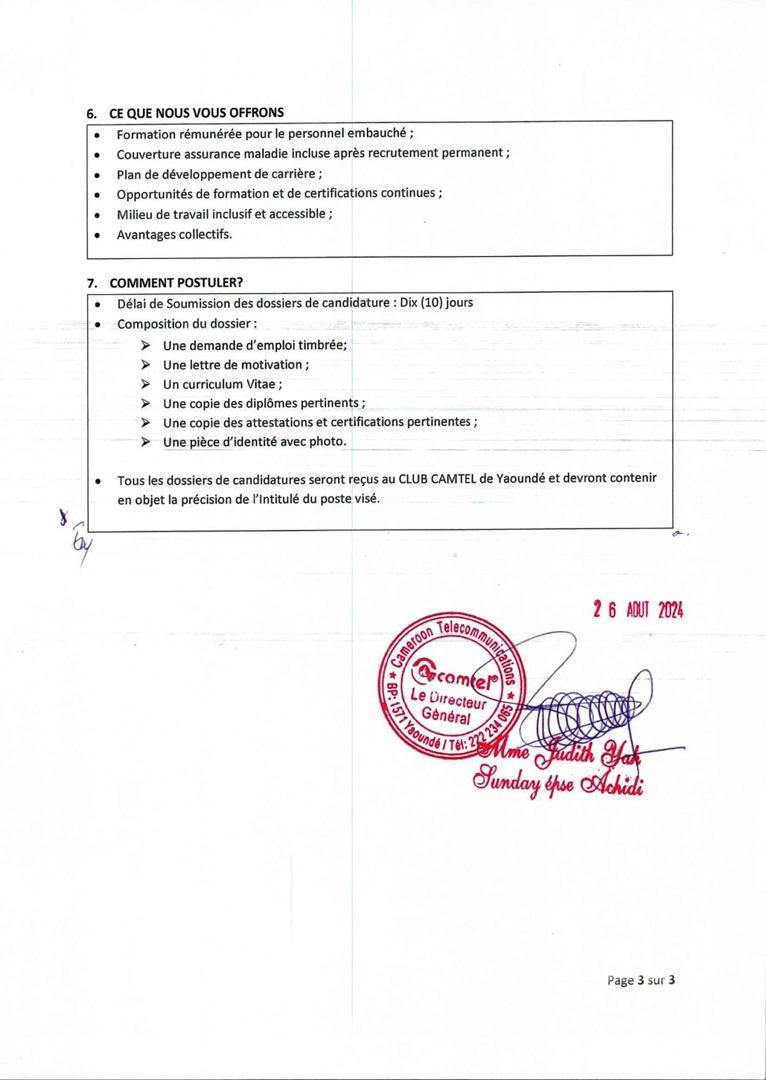 6. CE QUE NOUS VOUS OFFRONS
• Formation rémunérée pour le personnel embauché ;
• Couverture assurance maladie incluse après recrutement permanent ;
• Plan de développement de carrière ;
• Opportunités de formation et de certifications continues ;
• Milieu de travail inclusif et accessible ;
• Avantages collectifs.
7. COMMENT POSTULER?
• Délai de Soumission des dossiers de candidature : Dix (10) jours
• Composition du dossier :
➢ Une demande d'emploi timbrée;
➢ Une lettre de motivation ;
➢ Un curriculum Vitae ;
➢ Une copie des diplômes pertinents ;
➢ Une copie des attestations et certifications pertinentes ;
➢ Une pièce d'identité avec photo.
• Tous les dossiers de candidatures seront reçus au CLUB CAMTEL de Yaoundé et devront contenir
en objet la précision de l'Intitulé du poste visé.
2 6 AOUT 2024
★ Cameroon Telecommunications ★
camtel
Le Directeur
Général
BP: 1571 Yaoundé / Tél: 222 234 065
Mme Judith Yah
Sunday épse Achidi
Page 3 sur 3